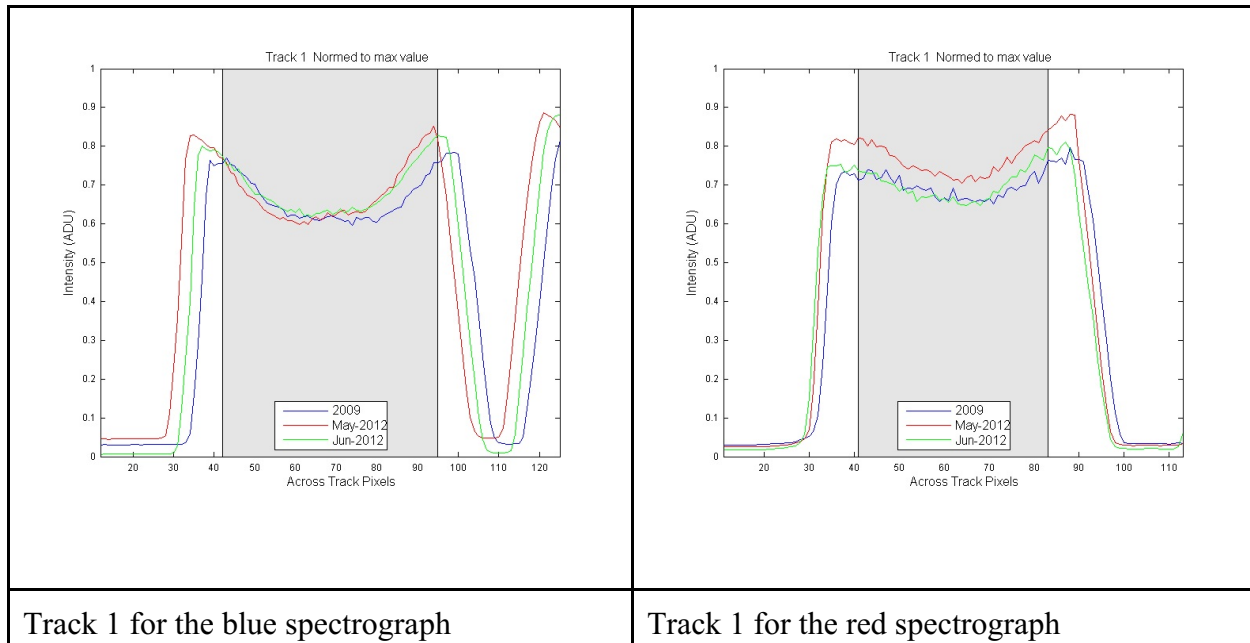 Track 1 Normed to max value
1
0.9
0.8
0.7
0.6
0.5
0.4
0.3
0.2
0.1
0
Intensity (ADU)
2009
May-2012
Jun-2012
20 30 40 50 60 70 80 90 100 110 120
Across Track Pixels
Track 1 for the blue spectrograph
Track 1 Normed to max value
1
0.9
0.8
0.7
0.6
0.5
0.4
0.3
0.2
0.1
0
Intensity (ADU)
2009
May-2012
Jun-2012
20 30 40 50 60 70 80 90 100 110
Across Track Pixels
Track 1 for the red spectrograph